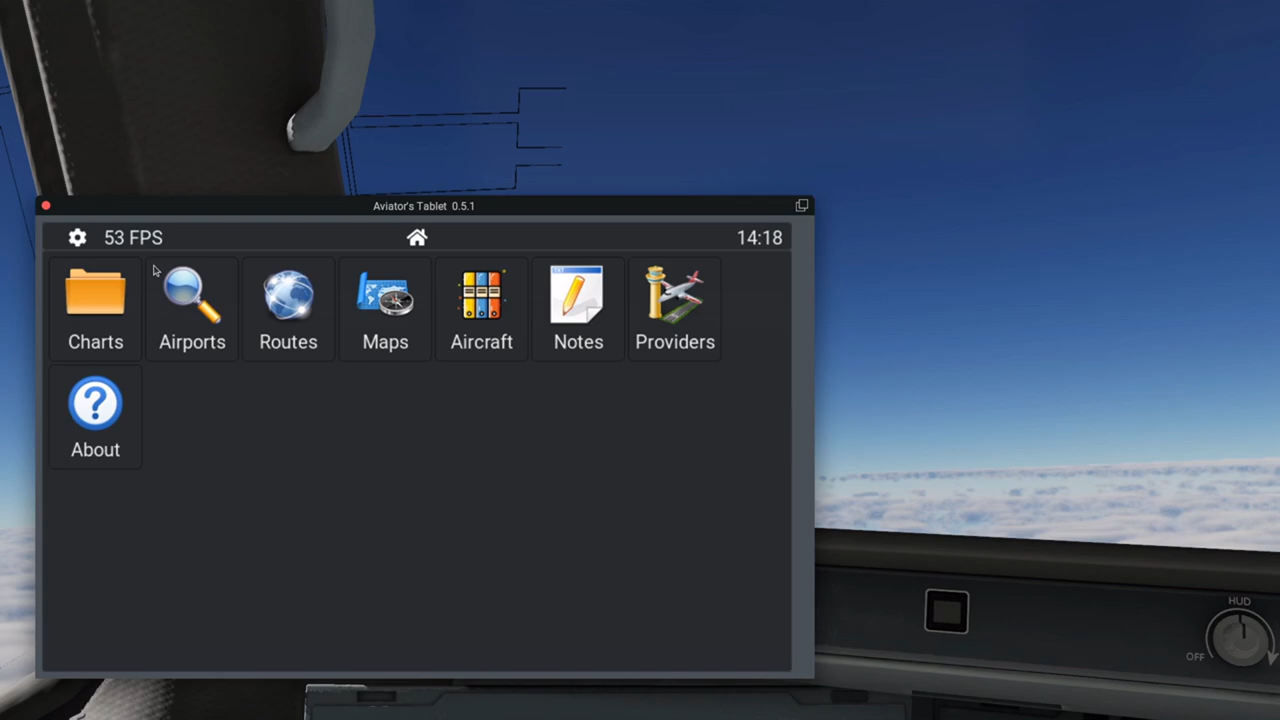 Aviator's Tablet 0.5.1
53 FPS
14:18
Charts
Airports
Routes
Maps
Aircraft
Notes
Providers
About
HUD
OFF